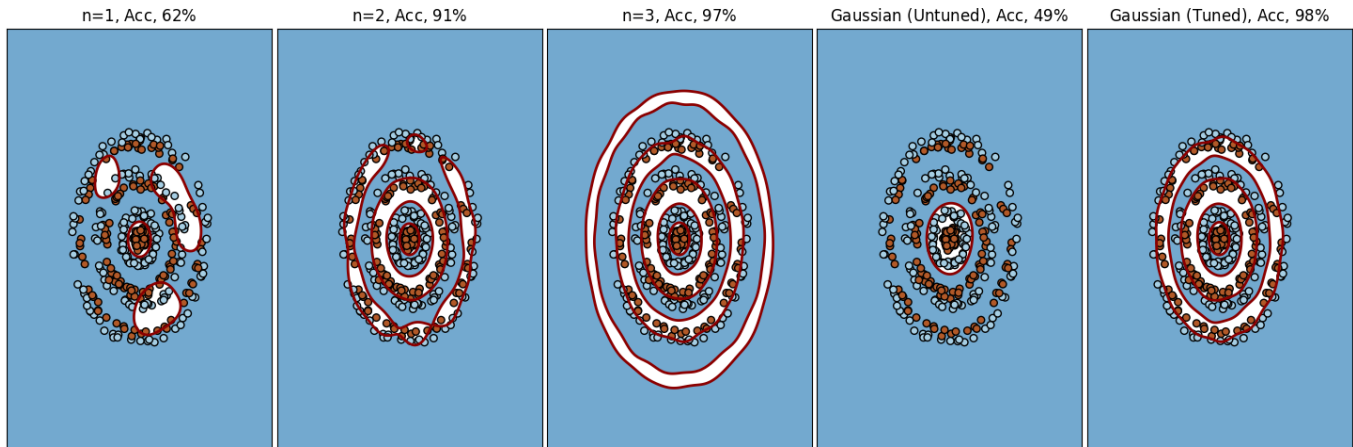 n=1, Acc, 62%
n=2, Acc, 91%
n=3, Acc, 97%
Gaussian (Untuned), Acc, 49%
Gaussian (Tuned), Acc, 98%